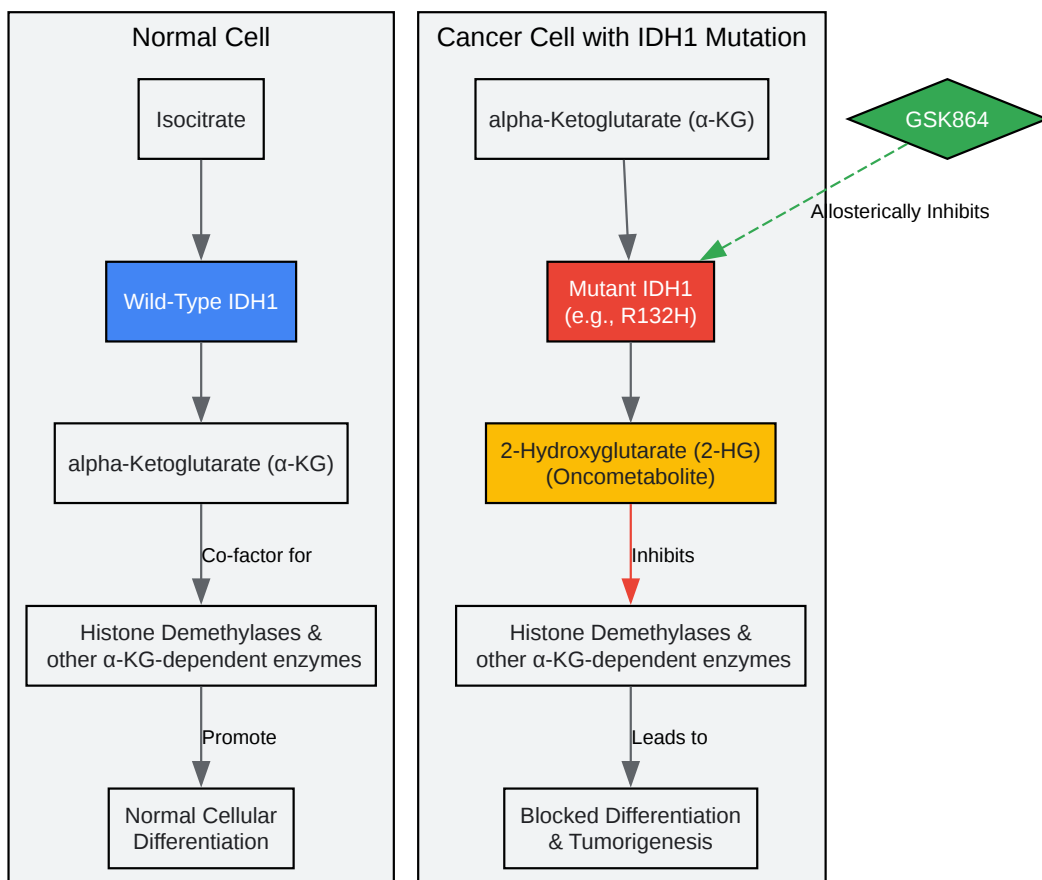 Normal Cell
Isocitrate
Wild-Type IDH1
alpha-Ketoglutarate (α-KG)
Co-factor for
Histone Demethylases &
other α-KG-dependent enzymes
Promote
Normal Cellular
Differentiation
Cancer Cell with IDH1 Mutation
alpha-Ketoglutarate (α-KG)
GSK864
Allosterically Inhibits
Mutant IDH1
(e.g., R132H)
2-Hydroxyglutarate (2-HG)
(Oncometabolite)
Inhibits
Histone Demethylases &
other α-KG-dependent enzymes
Leads to
Blocked Differentiation
& Tumorigenesis